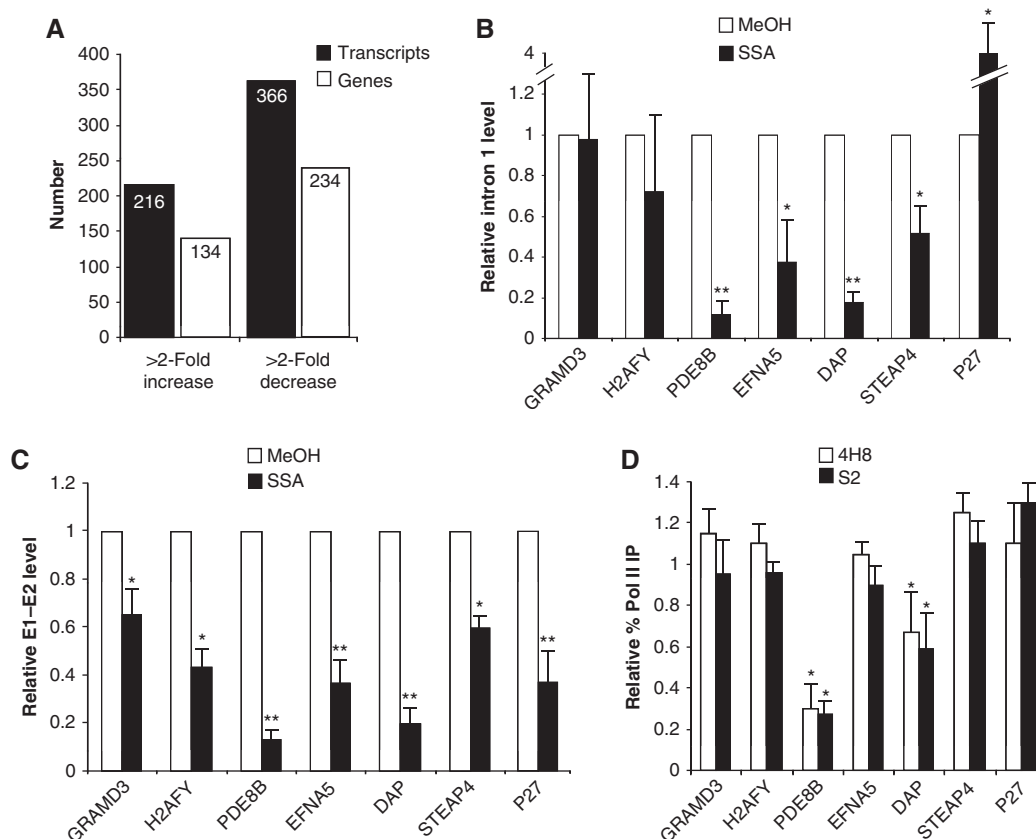 A
Transcripts
Genes
Number
400
350
300
250
200
150
100
50
0
216
134
366
234
>2-Fold
increase
>2-Fold
decrease
B
MeOH
SSA
Relative intron 1 level
4
1.2
1
0.8
0.6
0.4
0.2
0
**
*
**
*
*
GRAMD3
H2AFY
PDE8B
EFNA5
DAP
STEAP4
P27
C
MeOH
SSA
Relative E1–E2 level
1.2
1
0.8
0.6
0.4
0.2
0
*
*
**
**
**
*
**
GRAMD3
H2AFY
PDE8B
EFNA5
DAP
STEAP4
P27
D
4H8
S2
Relative % Pol II IP
1.4
1.2
1
0.8
0.6
0.4
0.2
0
*
*
*
*
GRAMD3
H2AFY
PDE8B
EFNA5
DAP
STEAP4
P27